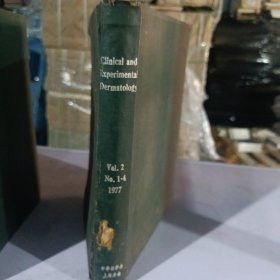 Clinical and
Experimental
Dermatology
Vol. 2
No. 1-4
1977